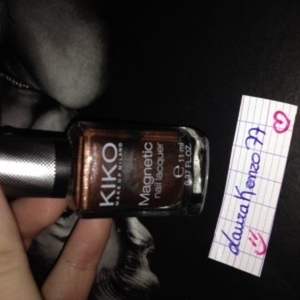 KIKO
MAKE UP MILANO
Magnetic
nail lacquer
e 11 ml
0.37 FL.OZ.
LauraKenzo77